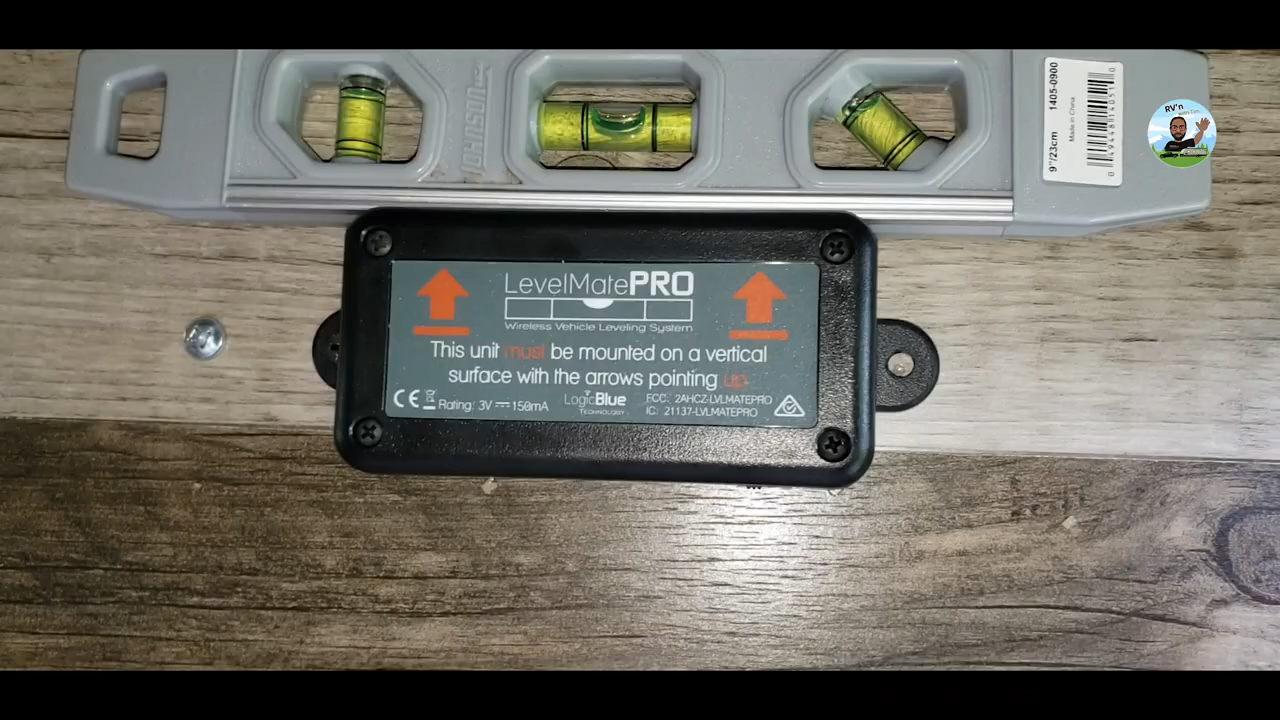 JOHNSON
9"/23cm 1405-0900
Made in China
RV'n
LevelMatePRO
Wireless Vehicle Leveling System
This unit must be mounted on a vertical
surface with the arrows pointing up
CE Rating: 3V 150mA
LogicBlue
TECHNOLOGY
FCC: 2AHCZ-LVLMATEPRO
IC: 21137-LVLMATEPRO